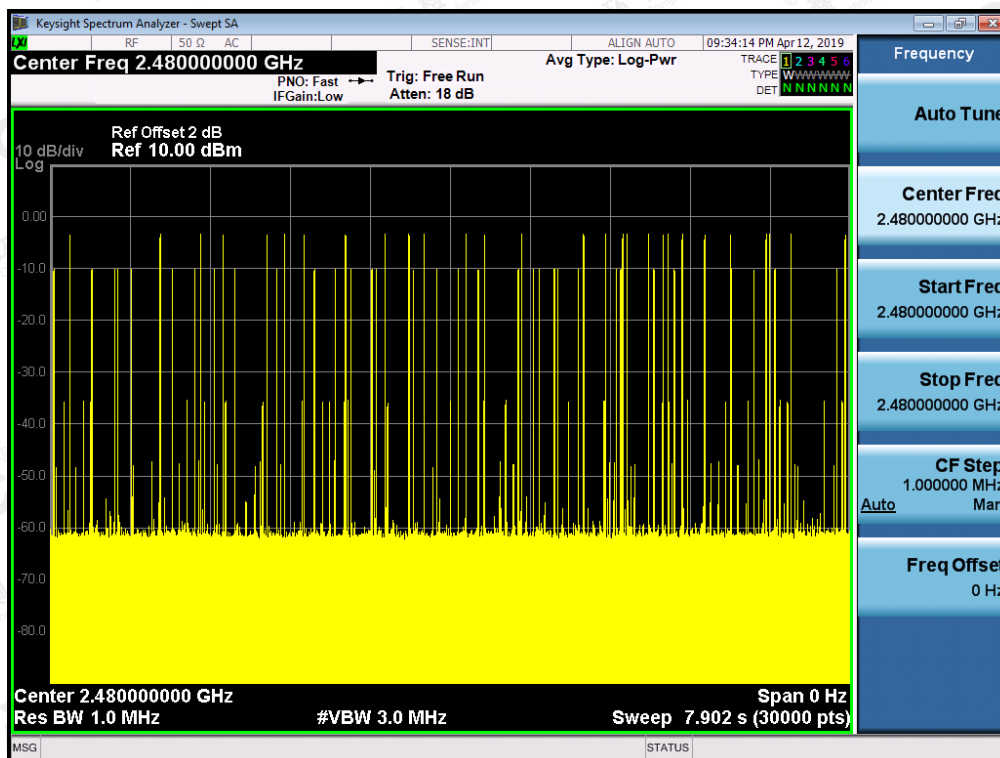 Keysight Spectrum Analyzer - Swept SA
LXI RF 50 Ω AC SENSE:INT ALIGN AUTO 09:34:14 PM Apr 12, 2019
Center Freq 2.480000000 GHz
PNO: Fast
IFGain:Low
Trig: Free Run
Atten: 18 dB
Avg Type: Log-Pwr
TRACE 1 2 3 4 5 6
TYPE WWWWWW
DET N N N N N N
Ref Offset 2 dB
10 dB/div Ref 10.00 dBm
Log
0.00
-10.0
-20.0
-30.0
-40.0
-50.0
-60.0
-70.0
-80.0
Center 2.480000000 GHz Span 0 Hz
Res BW 1.0 MHz #VBW 3.0 MHz Sweep 7.902 s (30000 pts)
MSG STATUS
Frequency
Auto Tune
Center Freq
2.480000000 GHz
Start Freq
2.480000000 GHz
Stop Freq
2.480000000 GHz
CF Step
1.000000 MHz
Auto Man
Freq Offset
0 Hz